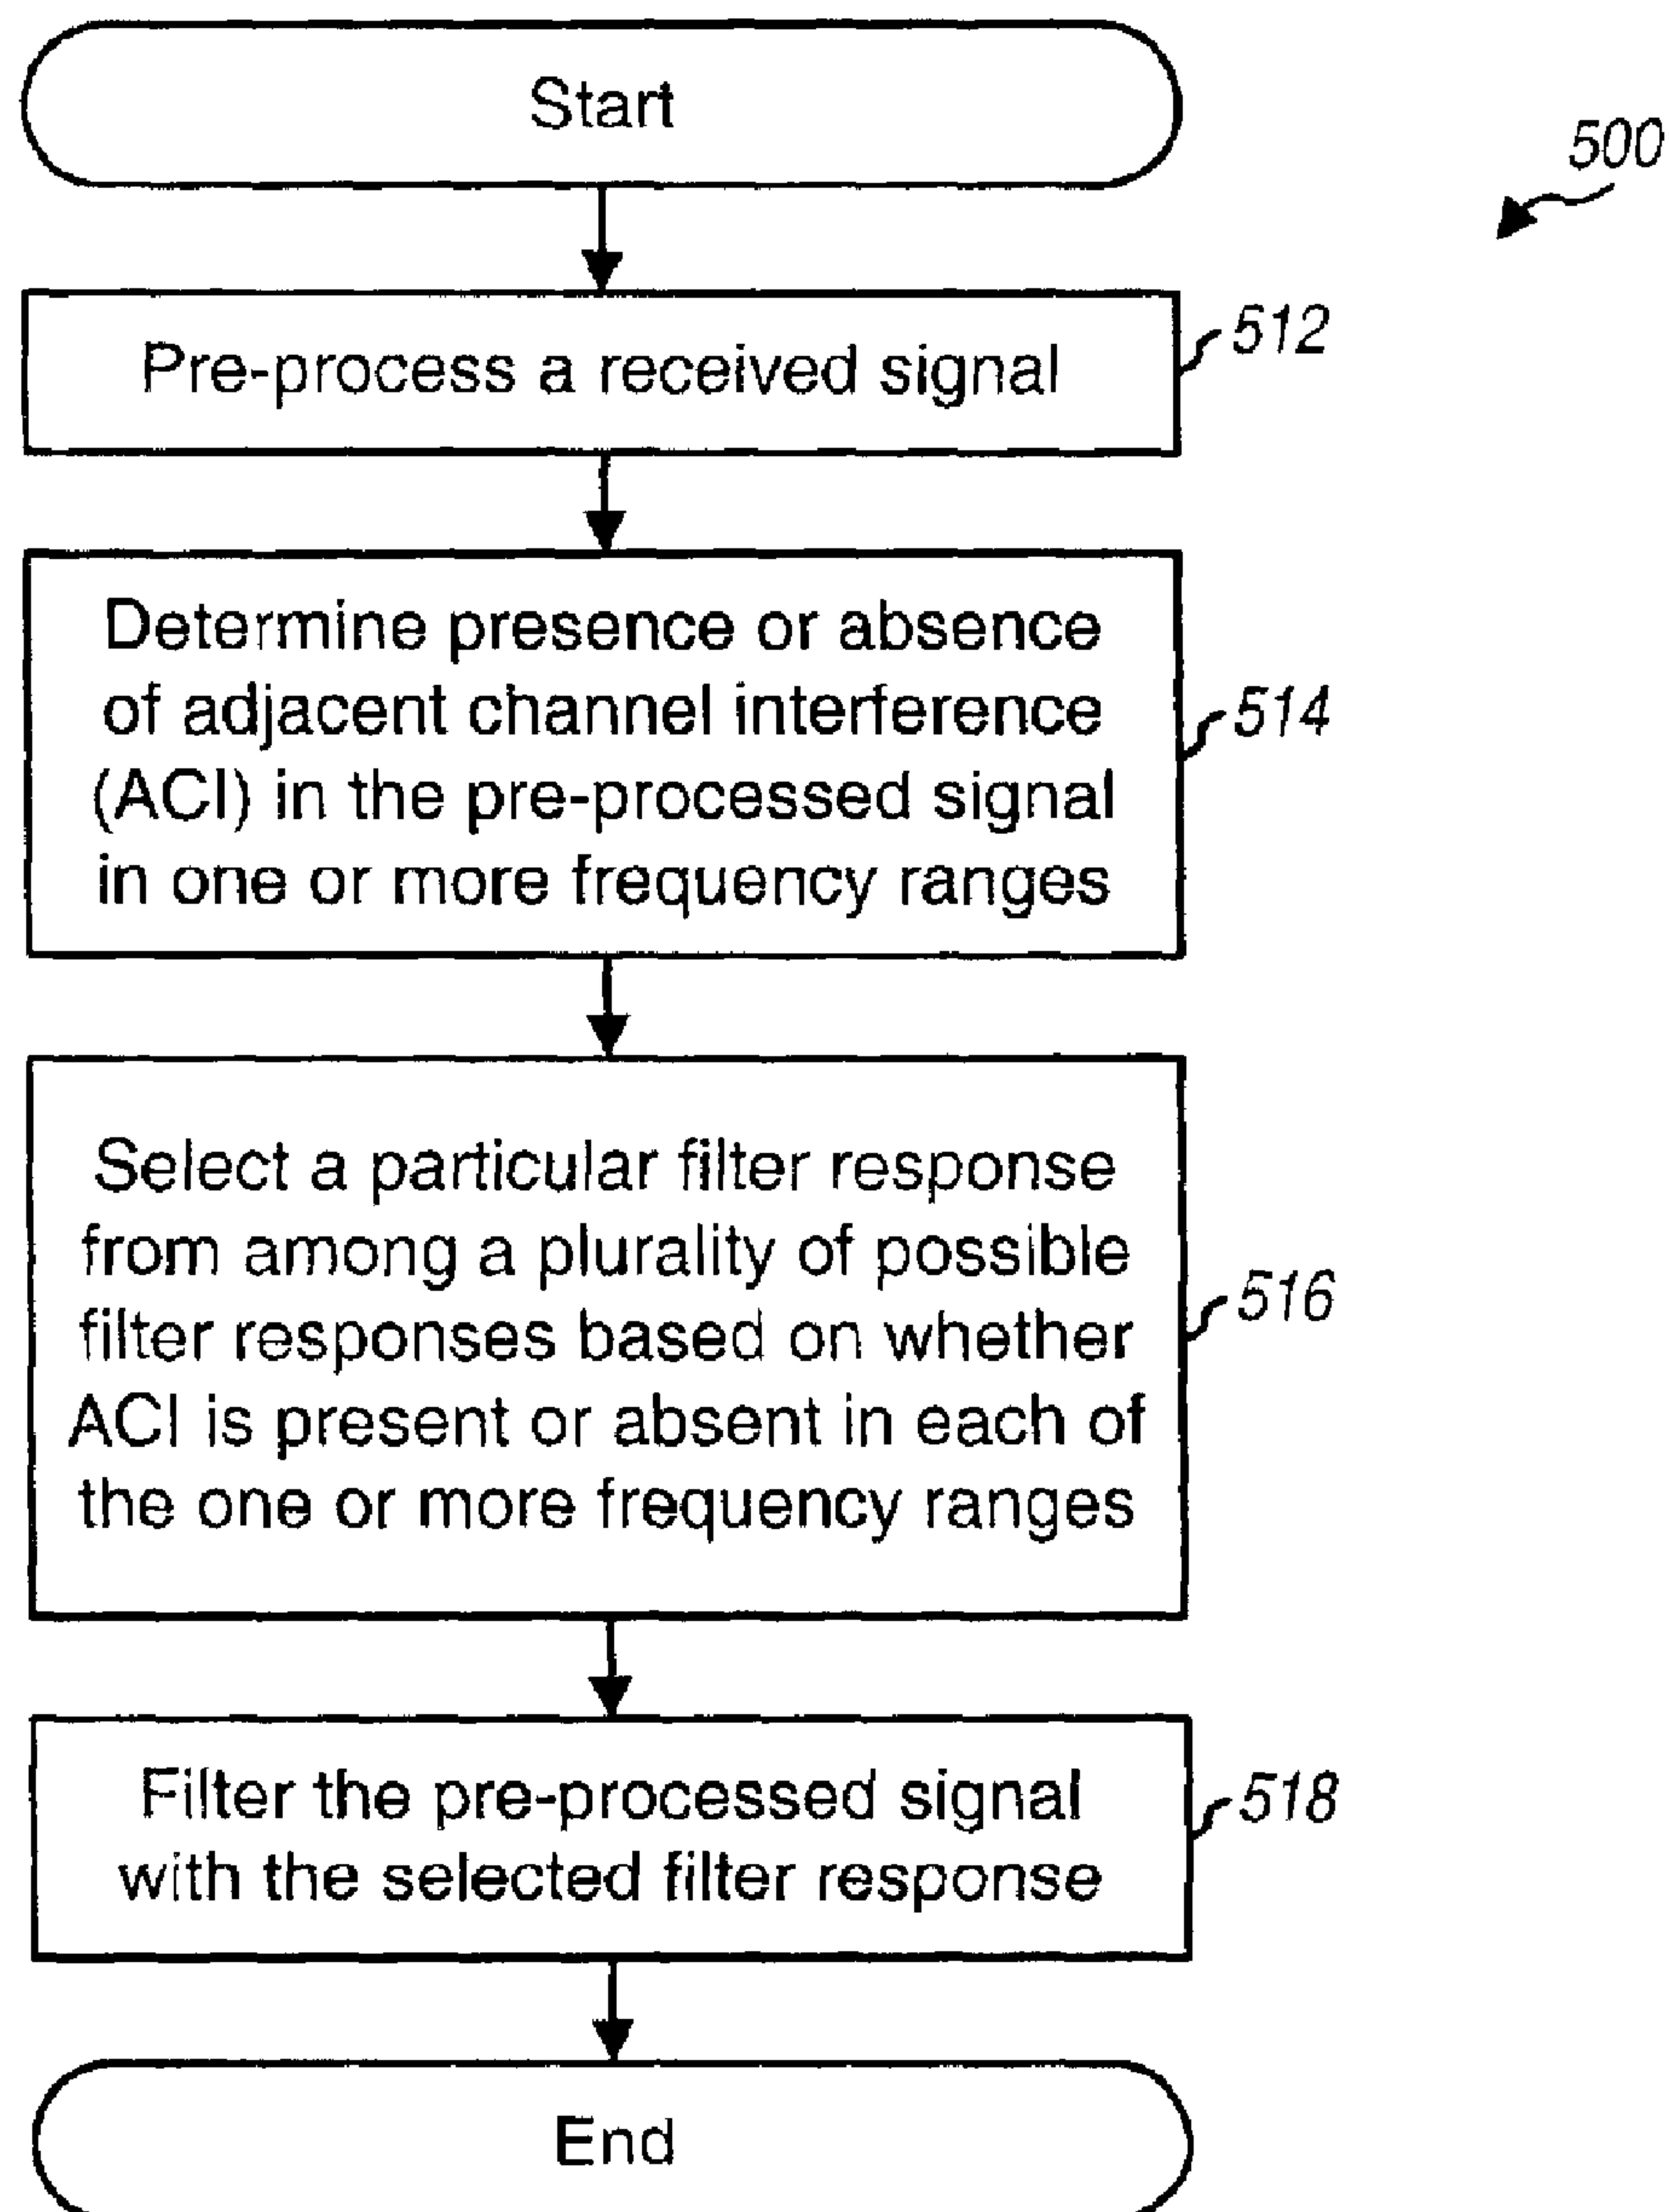 Start
500
Pre-process a received signal
512
Determine presence or absence
of adjacent channel interference
(ACI) in the pre-processed signal
in one or more frequency ranges
514
Select a particular filter response
from among a plurality of possible
filter responses based on whether
ACI is present or absent in each of
the one or more frequency ranges
516
Filter the pre-processed signal
with the selected filter response
518
End